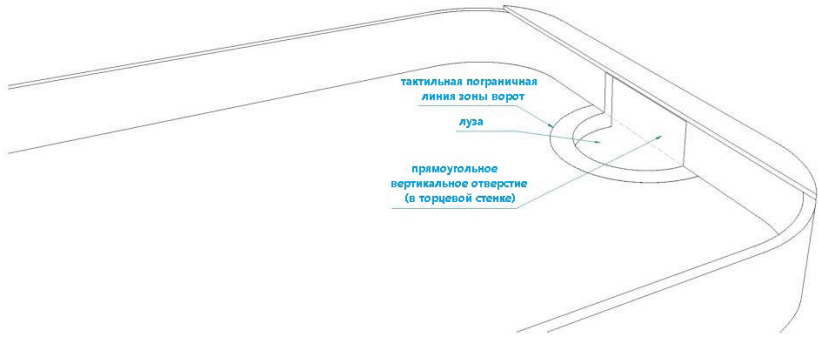 тактильная пограничная
линия зоны ворот
луза
прямоугольное
вертикальное отверстие
(в торцевой стенке)